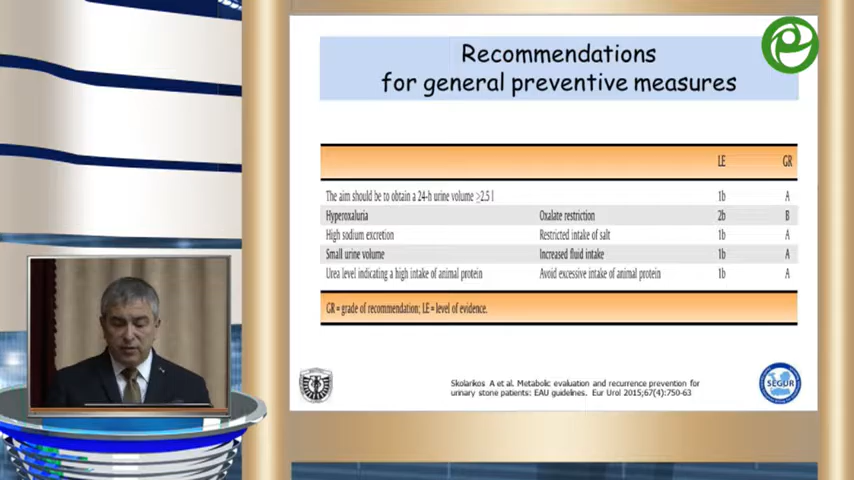 Recommendations
for general preventive measures
LE GR
The aim should be to obtain a 24-h urine volume ≥2.5 l 1b A
Hyperoxaluria Oxalate restriction 2b B
High sodium excretion Restricted intake of salt 1b A
Small urine volume Increased fluid intake 1b A
Urea level indicating a high intake of animal protein Avoid excessive intake of animal protein 1b A
GR = grade of recommendation; LE = level of evidence.
Skolarikos A et al. Metabolic evaluation and recurrence prevention for
urinary stone patients: EAU guidelines. Eur Urol 2015;67(4):750-63
SEGUR